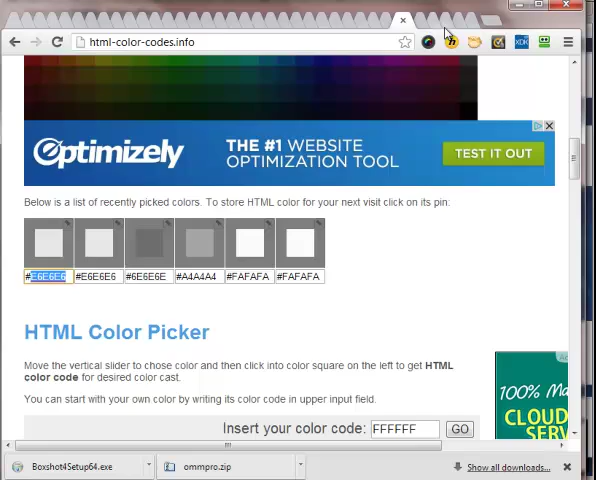 html-color-codes.info
XDK
Optimizely
THE #1 WEBSITE
OPTIMIZATION TOOL
TEST IT OUT
Below is a list of recently picked colors. To store HTML color for your next visit click on its pin:
#E6E6E6 #E6E6E6 #6E6E6E #A4A4A4 #FAFAFA #FAFAFA
HTML Color Picker
Move the vertical slider to chose color and then click into color square on the left to get HTML
color code for desired color cast.
You can start with your own color by writing its color code in upper input field.
Insert your color code: FFFFFF GO
100% Ma
CLOUD
SERV
Boxshot4Setup64.exe
ommpro.zip
Show all downloads...